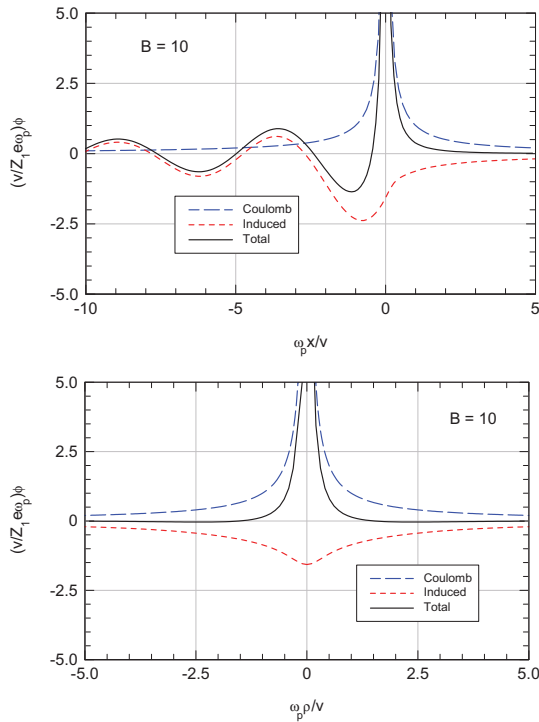 5.0
B = 10
2.5
(v/Z₁eωₚ)ϕ
0
-2.5
Coulomb
Induced
Total
-5.0
-10 -5 0 5
ωₚx/v
5.0
B = 10
2.5
(v/Z₁eωₚ)ϕ
0
-2.5
Coulomb
Induced
Total
-5.0
-5.0 -2.5 0 2.5 5.0
ωₚρ/v